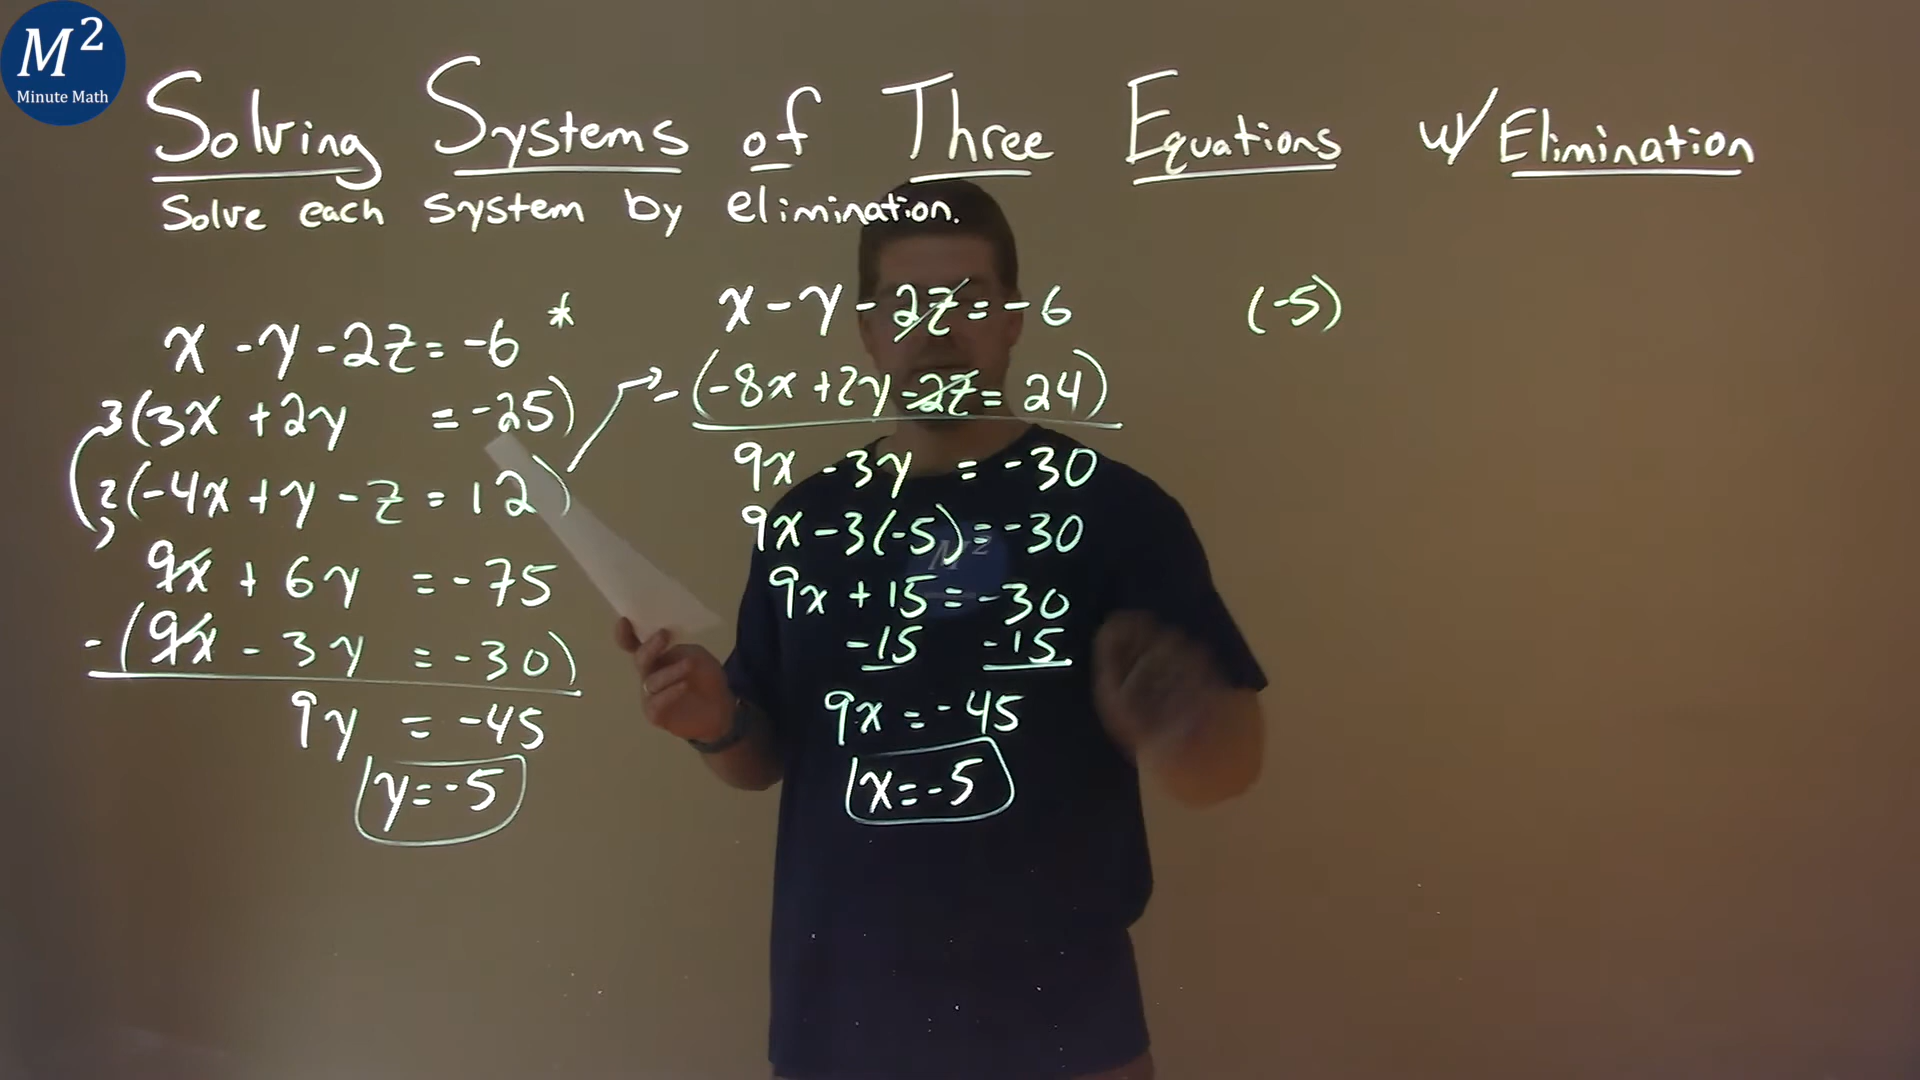 M²
Minute Math
Solving Systems of Three Equations w/ Elimination
Solve each system by elimination.
x - y - 2z = -6 *
3(3x + 2y = -25)
2(-4x + y - z = 12)
9x + 6y = -75
-(9x - 3y = -30)
9y = -45
y = -5
x - y - 2z = -6
-(-8x + 2y - 2z = 24)
9x - 3y = -30
9x - 3(-5) = -30
9x + 15 = -30
-15 -15
9x = -45
x = -5
(-5)
M²